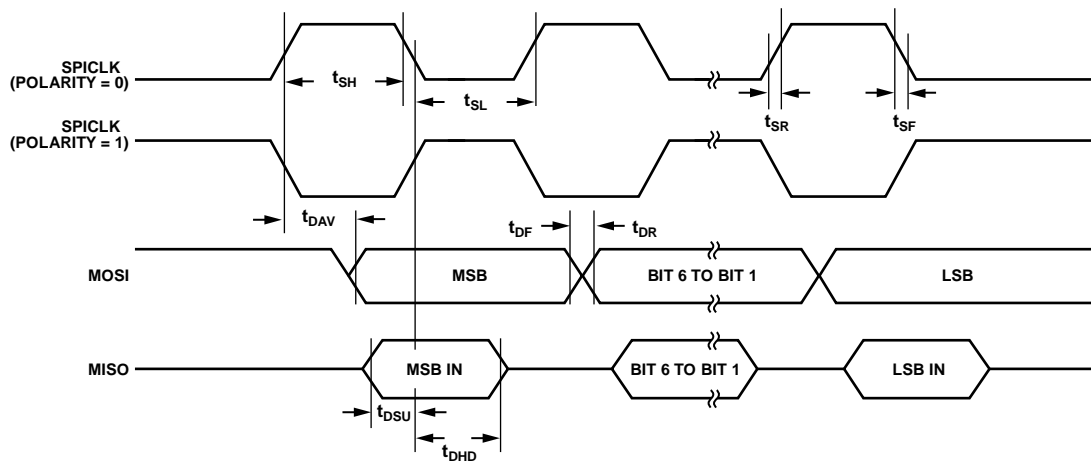 SPICLK
(POLARITY = 0)
tSH
tSL
tSR
tSF
SPICLK
(POLARITY = 1)
tDAV
tDF
tDR
MOSI
MSB
BIT 6 TO BIT 1
LSB
MISO
MSB IN
BIT 6 TO BIT 1
LSB IN
tDSU
tDHD